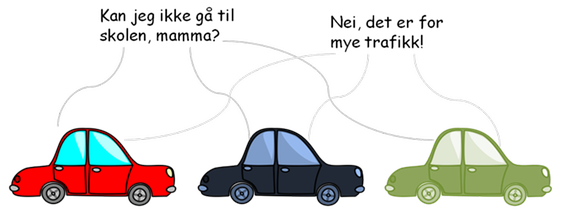 Kan jeg ikke gå til
skolen, mamma?
Nei, det er for
mye trafikk!